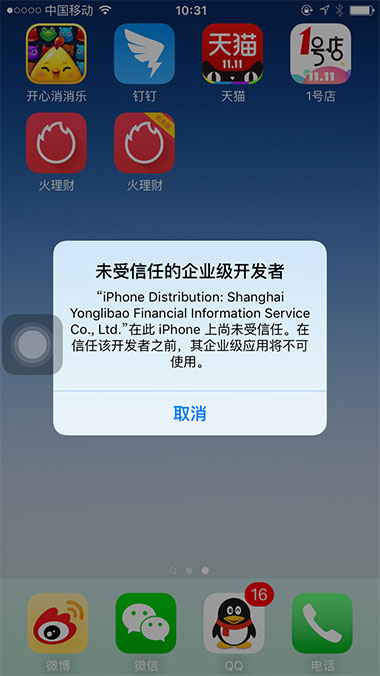 中国移动 10:31
天猫
11.11
1号店
11.11
开心消消乐 钉钉 天猫 1号店
火理财 火理财
未受信任的企业级开发者
“iPhone Distribution: Shanghai
Yonglibao Financial Information Service
Co., Ltd.”在此 iPhone 上尚未受信任。在
信任该开发者之前，其企业级应用将不可
使用。
取消
16
微博 微信 QQ 电话